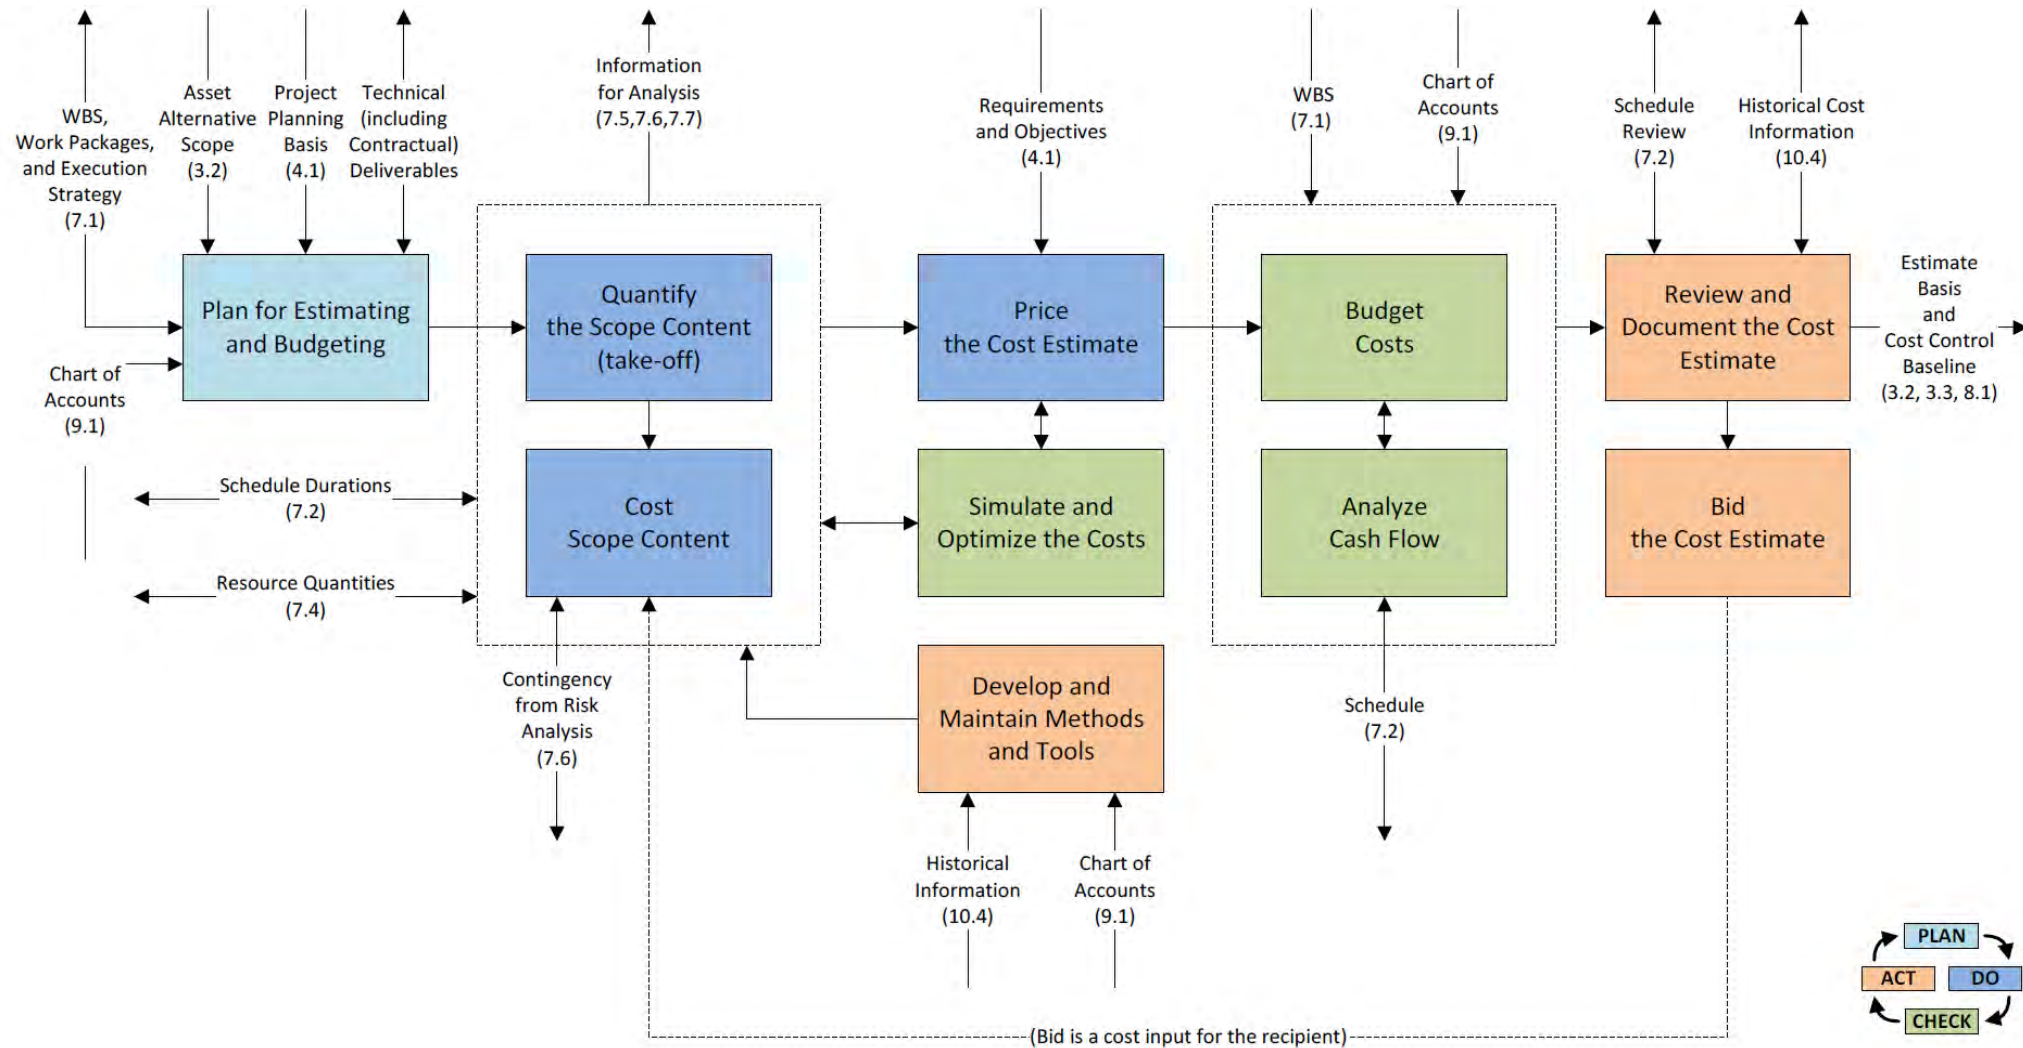 WBS,
Work Packages,
and Execution
Strategy
(7.1)
Asset
Alternative
Scope
(3.2)
Project
Planning
Basis
(4.1)
Technical
(including
Contractual)
Deliverables
Information
for Analysis
(7.5,7.6,7.7)
Requirements
and Objectives
(4.1)
WBS
(7.1)
Chart of
Accounts
(9.1)
Schedule
Review
(7.2)
Historical Cost
Information
(10.4)
Plan for Estimating
and Budgeting
Quantify
the Scope Content
(take-off)
Price
the Cost Estimate
Budget
Costs
Review and
Document the Cost
Estimate
Estimate
Basis
and
Cost Control
Baseline
(3.2, 3.3, 8.1)
Chart of
Accounts
(9.1)
Schedule Durations
(7.2)
Resource Quantities
(7.4)
Cost
Scope Content
Simulate and
Optimize the Costs
Analyze
Cash Flow
Bid
the Cost Estimate
Contingency
from Risk
Analysis
(7.6)
Develop and
Maintain Methods
and Tools
Schedule
(7.2)
Historical
Information
(10.4)
Chart of
Accounts
(9.1)
(Bid is a cost input for the recipient)
PLAN
ACT
DO
CHECK